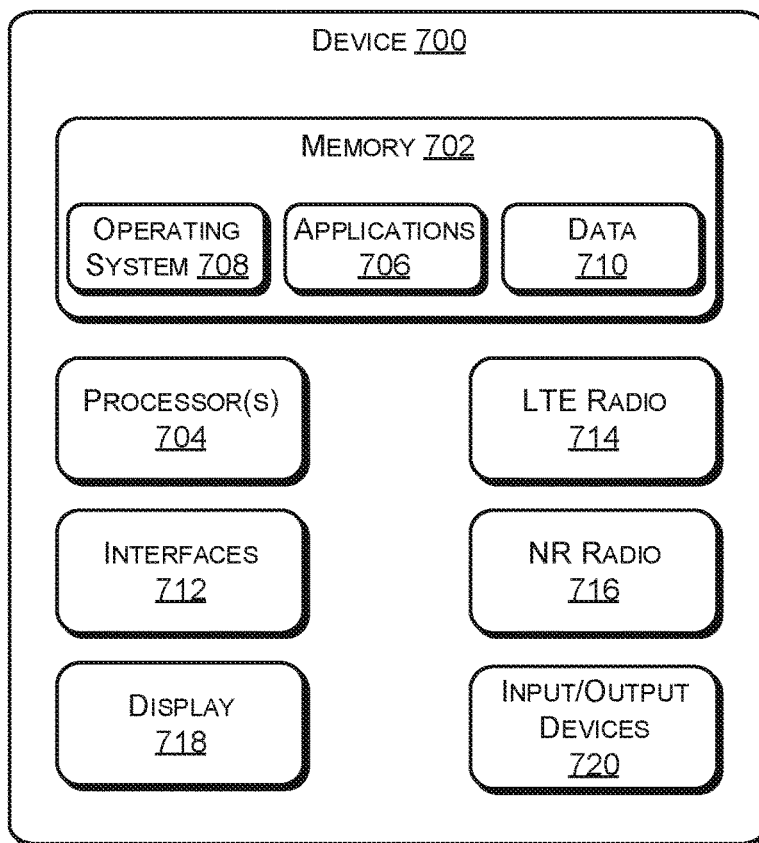 DEVICE 700
MEMORY 702
OPERATING
SYSTEM 708
APPLICATIONS
706
DATA
710
PROCESSOR(S)
704
LTE RADIO
714
INTERFACES
712
NR RADIO
716
DISPLAY
718
INPUT/OUTPUT
DEVICES
720